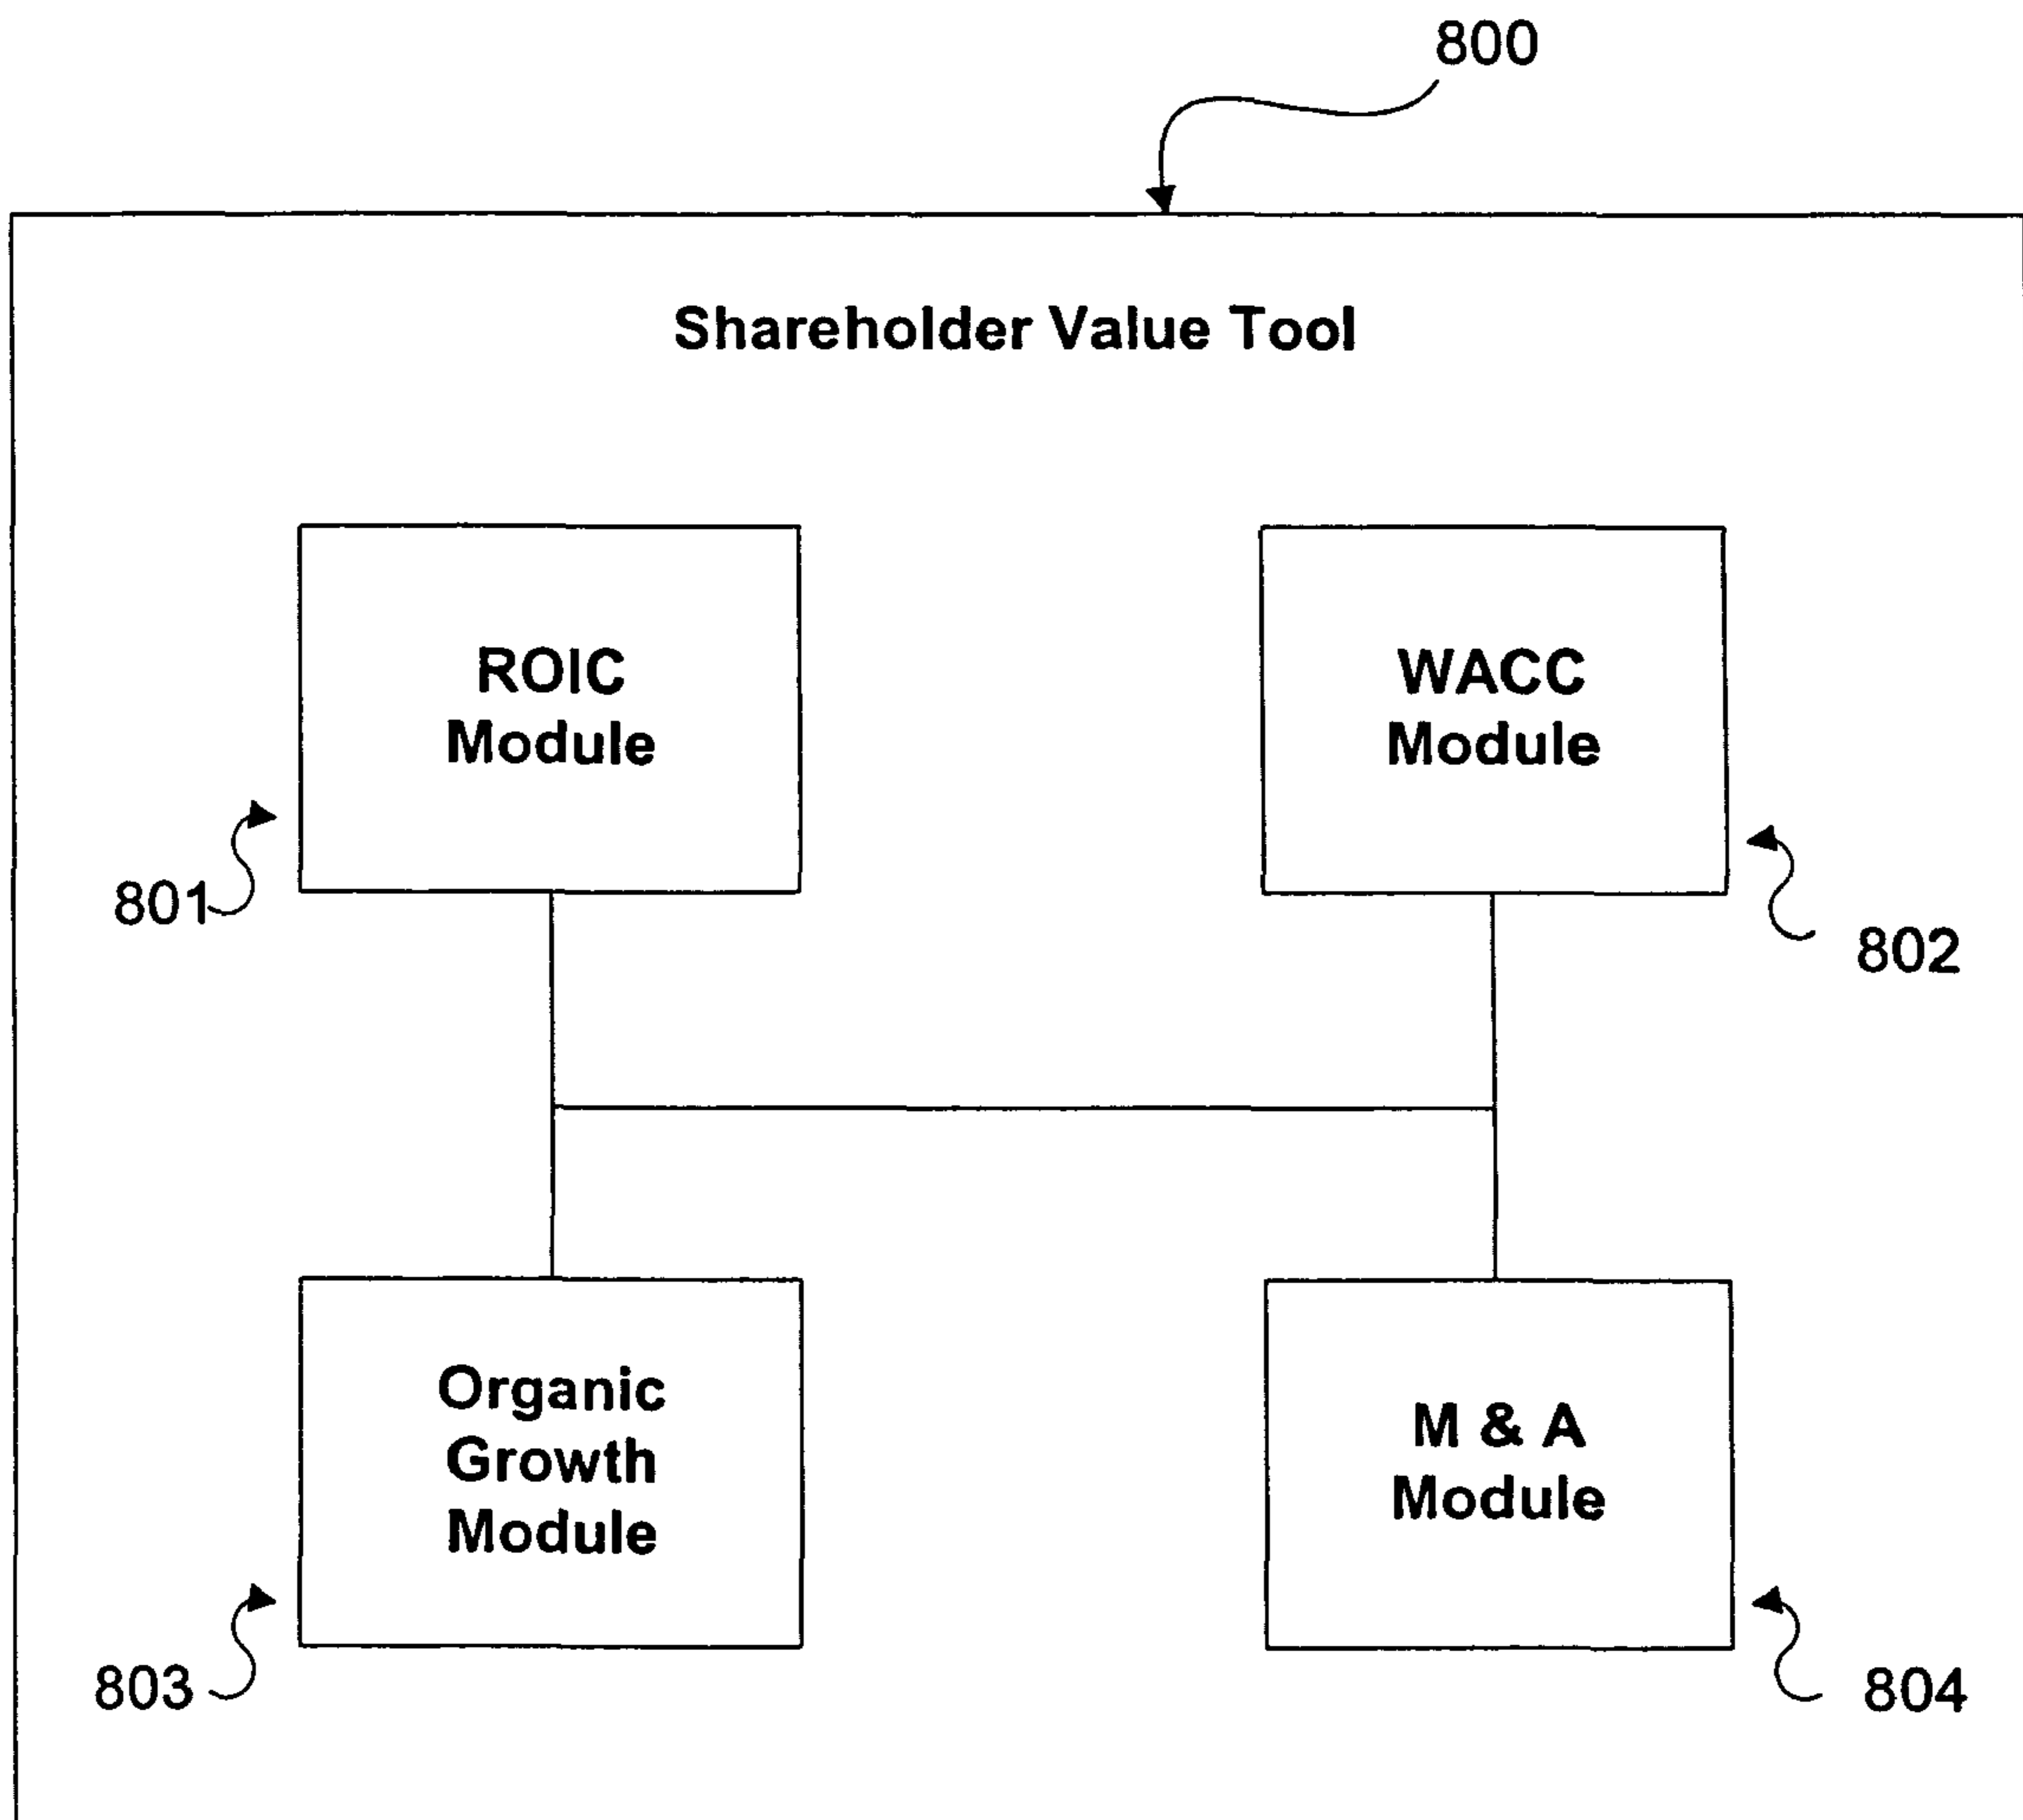 800
Shareholder Value Tool
ROIC
Module
WACC
Module
801
802
Organic
Growth
Module
M & A
Module
803
804